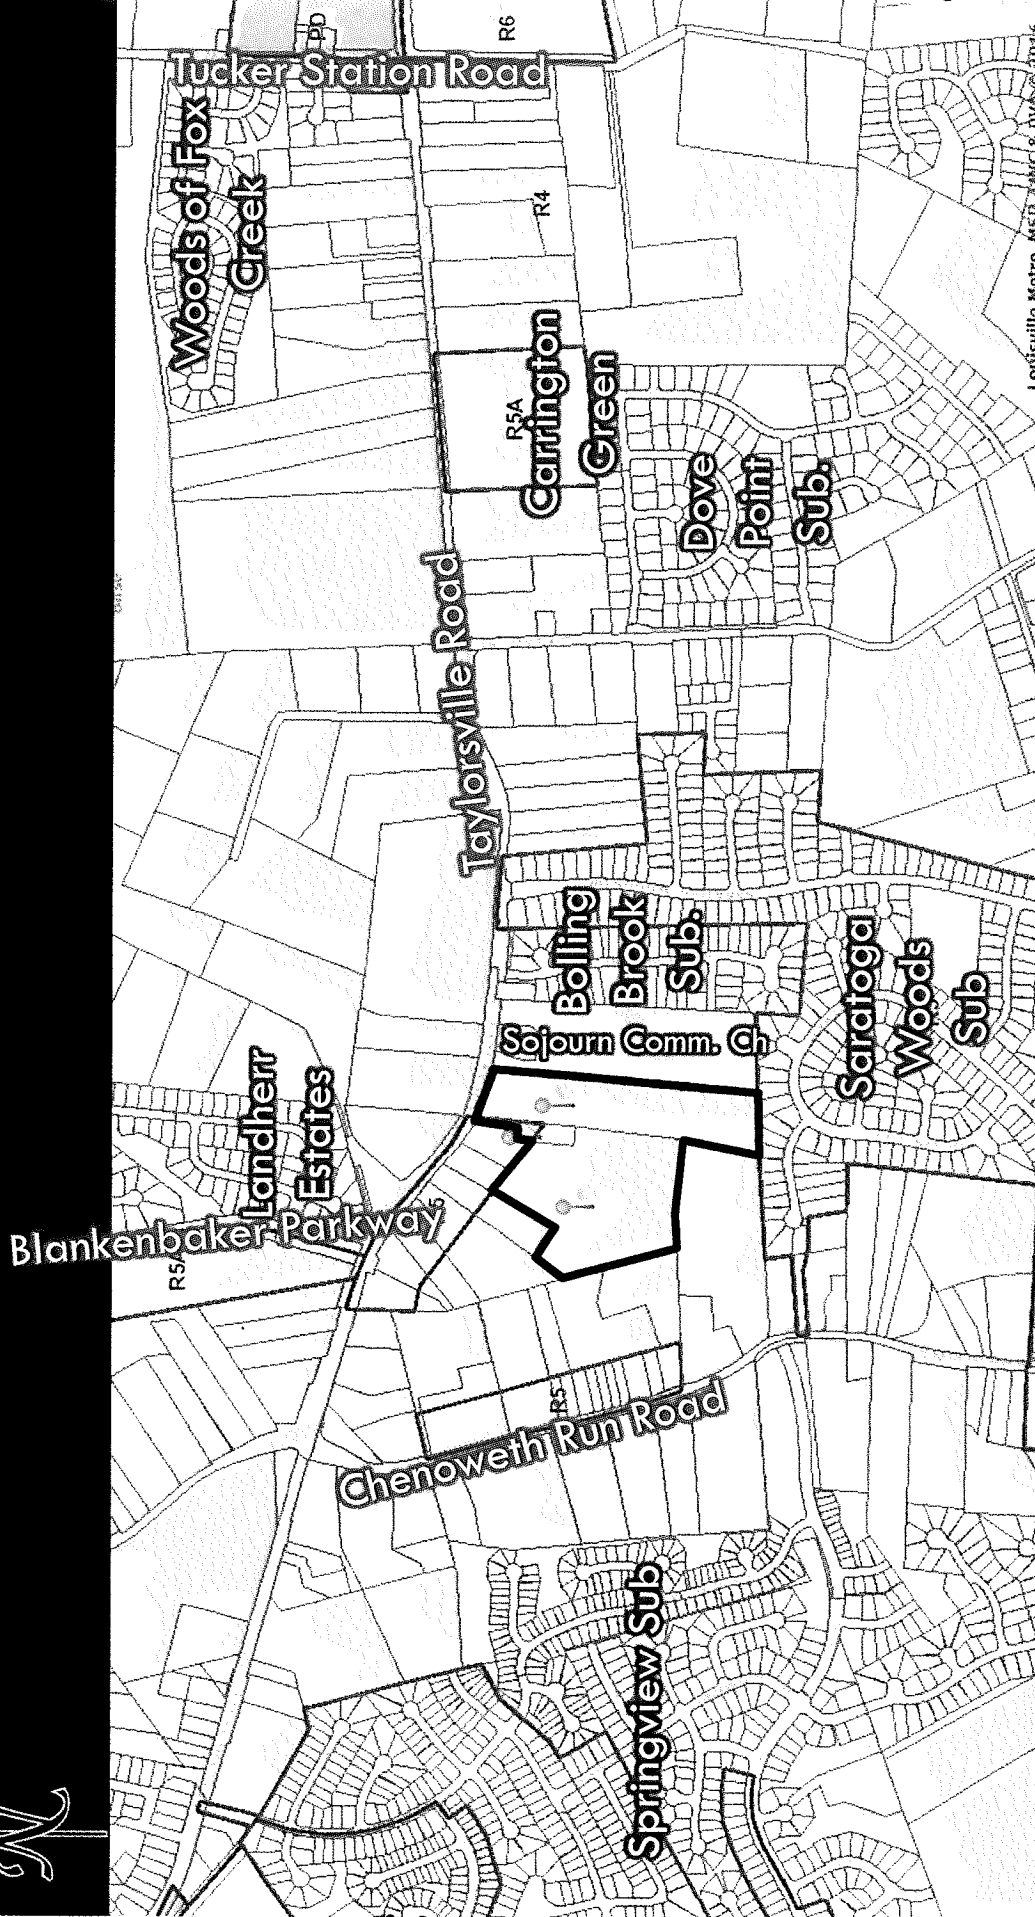 PD
R6
Tucker Station Road
Woods of Fox
Creek
R4
R5A
Carrington
Green
Dove
Point
Sub.
Taylorsville Road
Bolling
Brook
Sub.
Sojourn Comm. Ch
Saratoga
Woods
Sub
Landherr
Estates
Blankenbaker Parkway
R5A
R5
Chenoweth Run Road
Springview Sub